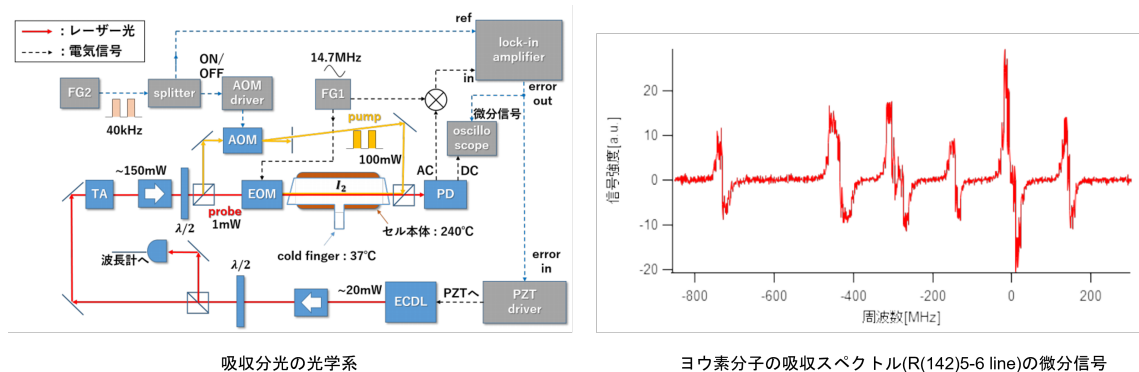 → : レーザー光
⇢ : 電気信号
ref
lock-in
amplifier
in
error
out
ON/
OFF
14.7MHz
FG2
splitter
AOM
driver
FG1
40kHz
微分信号
oscillo
scope
pump
AOM
100mW
AC
DC
~150mW
TA
EOM
I₂
PD
λ/2
probe
1mW
セル本体 : 240℃
cold finger : 37℃
波長計へ
λ/2
error
in
~20mW
PZTへ
ECDL
PZT
driver
吸収分光の光学系
信号強度[a.u.]
20
10
0
-10
-20
-800
-600
-400
-200
0
200
周波数[MHz]
ヨウ素分子の吸収スペクトル(R(142)5-6 line)の微分信号